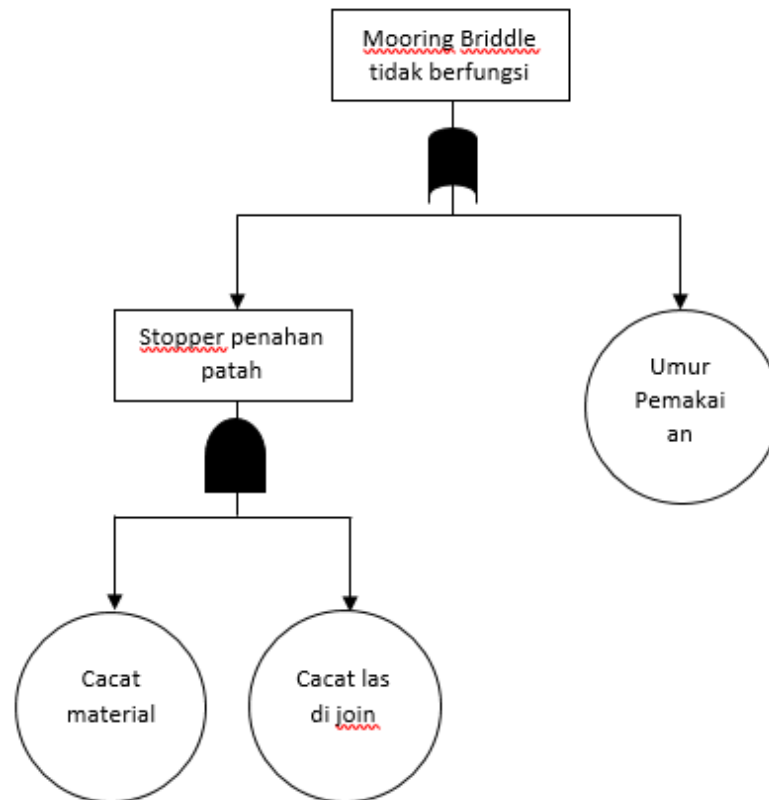 Mooring Briddle
tidak berfungsi
Stopper penahan
patah
Umur
Pemakai
an
Cacat
material
Cacat las
di join